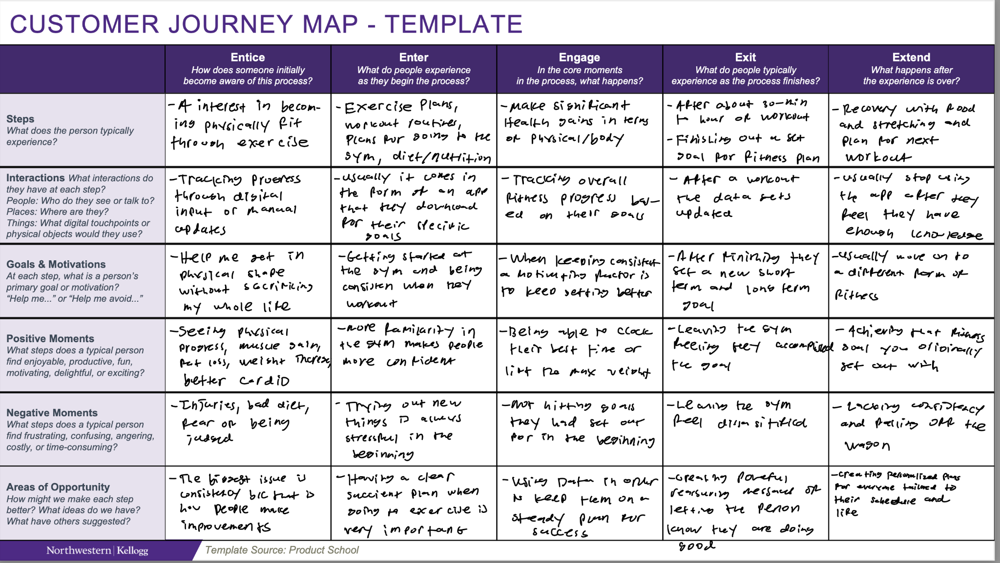 CUSTOMER JOURNEY MAP - TEMPLATE
Entice
How does someone initially
become aware of this process?
Enter
What do people experience
as they begin the process?
Engage
In the core moments
in the process, what happens?
Exit
What do people typically
experience as the process finishes?
Extend
What happens after
the experience is over?
Steps
What does the person typically
experience?
- A interest in becom-
ing physically fit
through exercise
- Exercise Plans,
workout routines,
Plans for going to the
gym, diet/nutrition
- Make significant
Health gains in terms
of Physical/body
- After about 30-min
to hour of workout
- Finishing out a set
goal for fitness plan
- Recovery with food
and stretching and
plan for next
workout
Interactions What interactions do
they have at each step?
People: Who do they see or talk to?
Places: Where are they?
Things: What digital touchpoints or
physical objects would they use?
- Tracking progress
through digital
input or manual
updates
- usually it comes in
the form of an app
that they download
for their specific
goals
- Tracking overall
fitness progress bas-
ed on their goals
- After a workout
the data gets
updated
- usually stop using
the app after they
feel they have
enough knowledge
Goals & Motivations
At each step, what is a person's
primary goal or motivation?
“Help me...” or “Help me avoid...”
- Help me get in
physical shape
without sacrificing
my whole life
- Getting started at
the gym and being
consisten when they
workout
- When keeping consistent
a motivating factor is
to keep getting better
- After finishing they
set a new short
term and long term
goal
- usually move on to
a different form of
fitness
Positive Moments
What steps does a typical person
find enjoyable, productive, fun,
motivating, delightful, or exciting?
- Seeing physical
progress, muscle gain,
fat loss, weight increase,
better cardio
- more familiarity in
the gym makes people
more confident
- Being able to clock
their best time or
lift the max weight
- Leaving the gym
feeling they accomplished
the goal
- Achieving that fitness
goal you originally
set out with
Negative Moments
What steps does a typical person
find frustrating, confusing, angering,
costly, or time-consuming?
- Injuries, bad diet,
fear of being
judged
- Trying out new
things is always
stressful in the
beginning
- Not hitting goals
they had set out
for in the beginning
- Leaving the gym
feel
- Lacking consistency
and falling off the
wagon
Areas of Opportunity
How might we make each step
better? What ideas do we have?
What have others suggested?
- The biggest issue is
consistency b/c that is
how people make
improvements
- Having a clear
succient plan when
going to exercise is
very important
- Using Data in order
to keep them on a
steady plan for
success
- Creating
messages or
letting the person
know they are doing
good
- Creating personalized plans
for everyone tailored to
their schedule and
life
Northwestern | Kellogg
Template Source: Product School